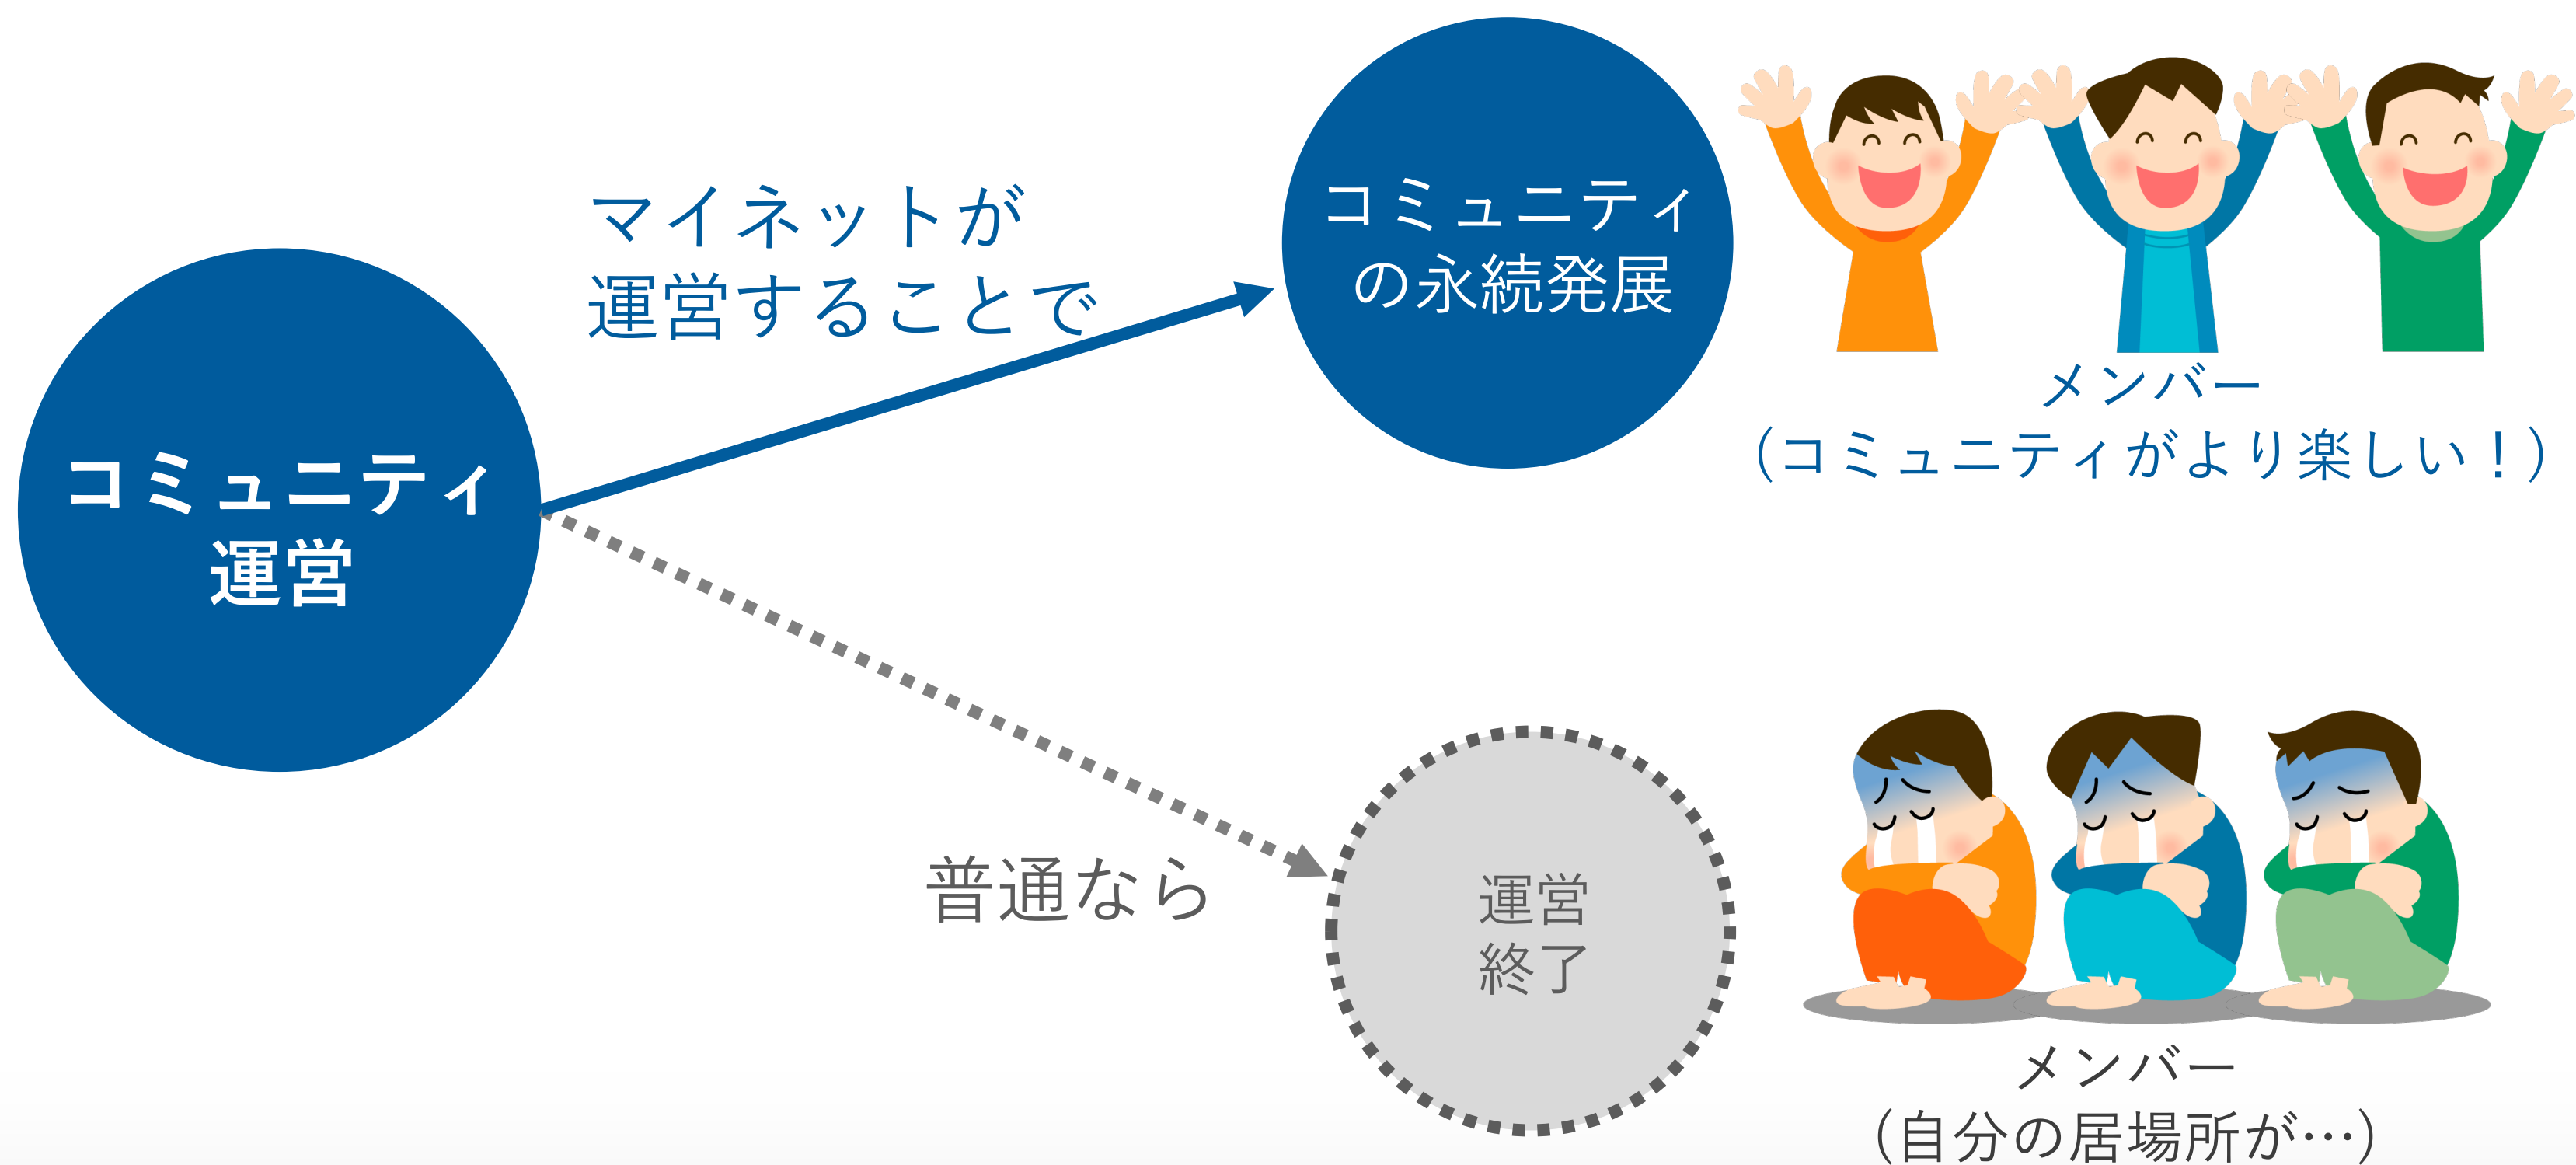 コミュニティ
運営
マイネットが
運営することで
コミュニティ
の永続発展
メンバー
（コミュニティがより楽しい！）
普通なら
運営
終了
メンバー
（自分の居場所が…）